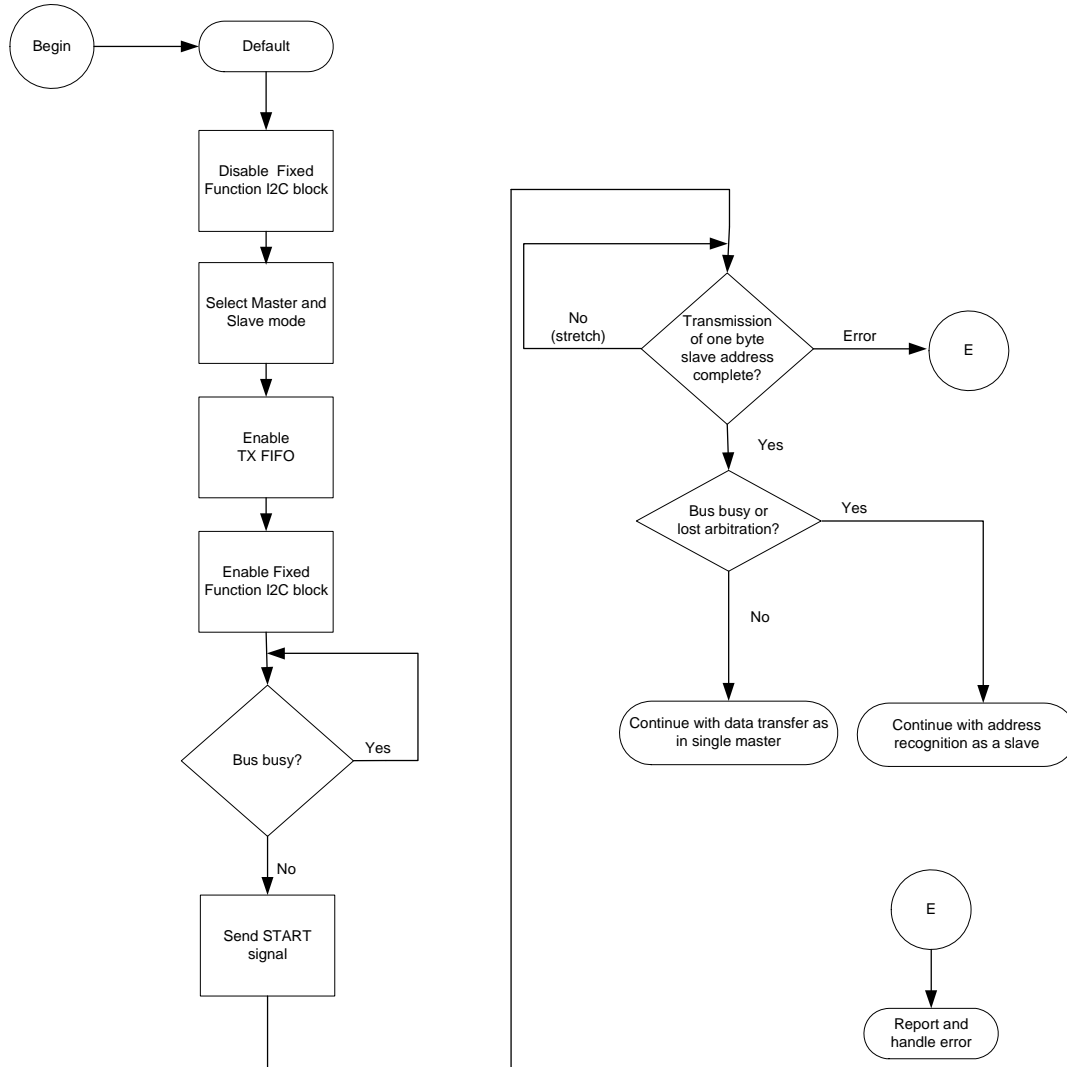 Begin
Default
Disable Fixed
Function I2C block
Select Master and
Slave mode
Enable
TX FIFO
Enable Fixed
Function I2C block
Bus busy?
Yes
No
Send START
signal
Transmission
of one byte
slave address
complete?
No
(stretch)
Error
E
Yes
Bus busy or
lost arbitration?
Yes
No
Continue with data transfer as
in single master
Continue with address
recognition as a slave
E
Report and
handle error